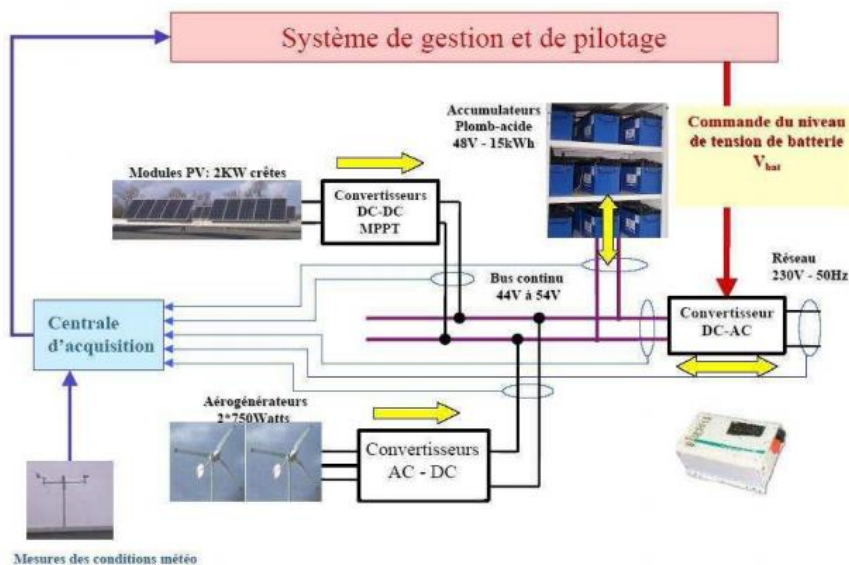 Système de gestion et de pilotage
Accumulateurs
Plomb-acide
48V - 15kWh
Commande du niveau
de tension de batterie
V_bat
Modules PV: 2KW crêtes
Convertisseurs
DC-DC
MPPT
Réseau
230V - 50Hz
Bus continu
44V à 54V
Centrale
d'acquisition
Convertisseur
DC-AC
Aérogénérateurs
2*750Watts
Convertisseurs
AC - DC
Mesures des conditions météo